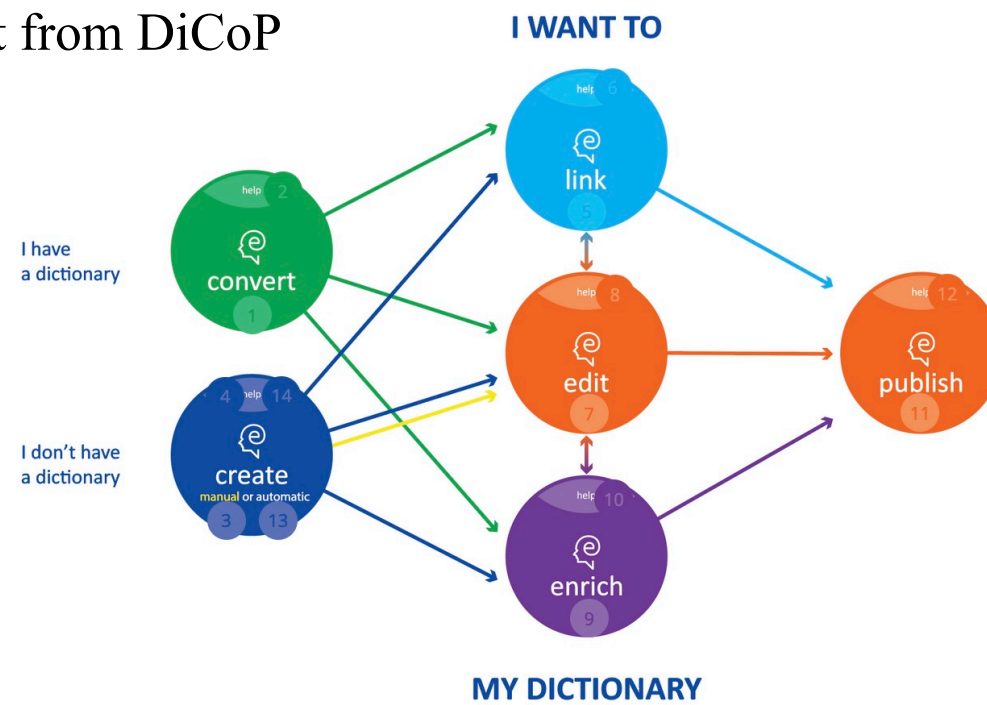 t from DiCoP
I WANT TO
help 6
link
5
help 2
convert
1
I have
a dictionary
help 8
edit
7
help 12
publish
11
4 help 14
create
manual or automatic
3 13
I don't have
a dictionary
help 10
enrich
9
MY DICTIONARY